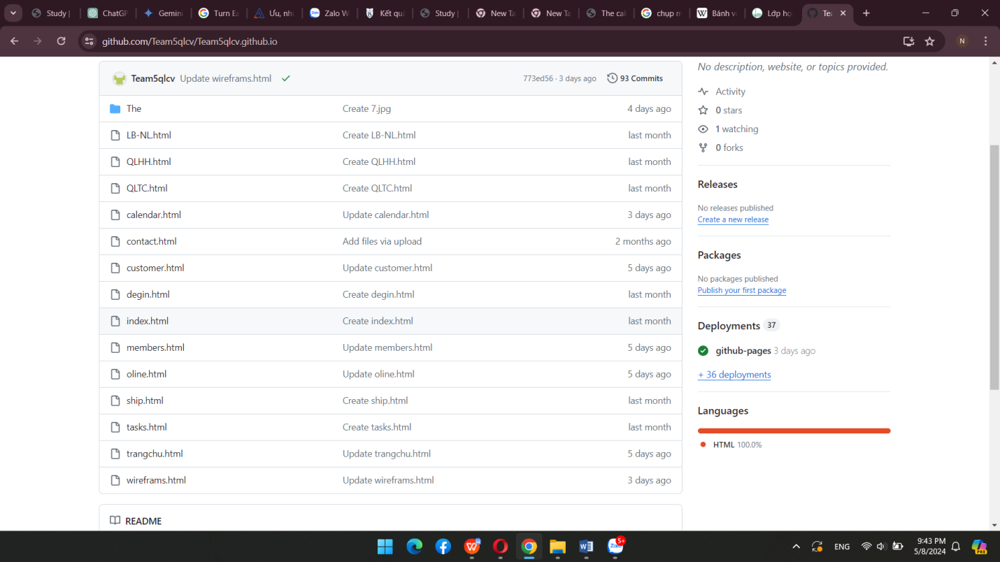 Study |
ChatGP
Gemini
Turn Ea
Ưu, nhu
Zalo W
Kết quả
Study |
New Ta
New Ta
The cal
chụp m
Bánh v
Lớp họ
Te
github.com/Team5qlcv/Team5qlcv.github.io
N
Team5qlcv Update wireframs.html 773ed56 · 3 days ago 93 Commits
The Create 7.jpg 4 days ago
LB-NL.html Create LB-NL.html last month
QLHH.html Create QLHH.html last month
QLTC.html Create QLTC.html last month
calendar.html Update calendar.html 3 days ago
contact.html Add files via upload 2 months ago
customer.html Update customer.html 5 days ago
degin.html Create degin.html last month
index.html Create index.html last month
members.html Update members.html 5 days ago
oline.html Update oline.html 5 days ago
ship.html Create ship.html last month
tasks.html Create tasks.html last month
trangchu.html Update trangchu.html 5 days ago
wireframs.html Update wireframs.html 3 days ago
README
No description, website, or topics provided.
Activity
0 stars
1 watching
0 forks
Releases
No releases published
Create a new release
Packages
No packages published
Publish your first package
Deployments 37
github-pages 3 days ago
+ 36 deployments
Languages
HTML 100.0%
5+
ENG
9:43 PM
5/8/2024
PRE